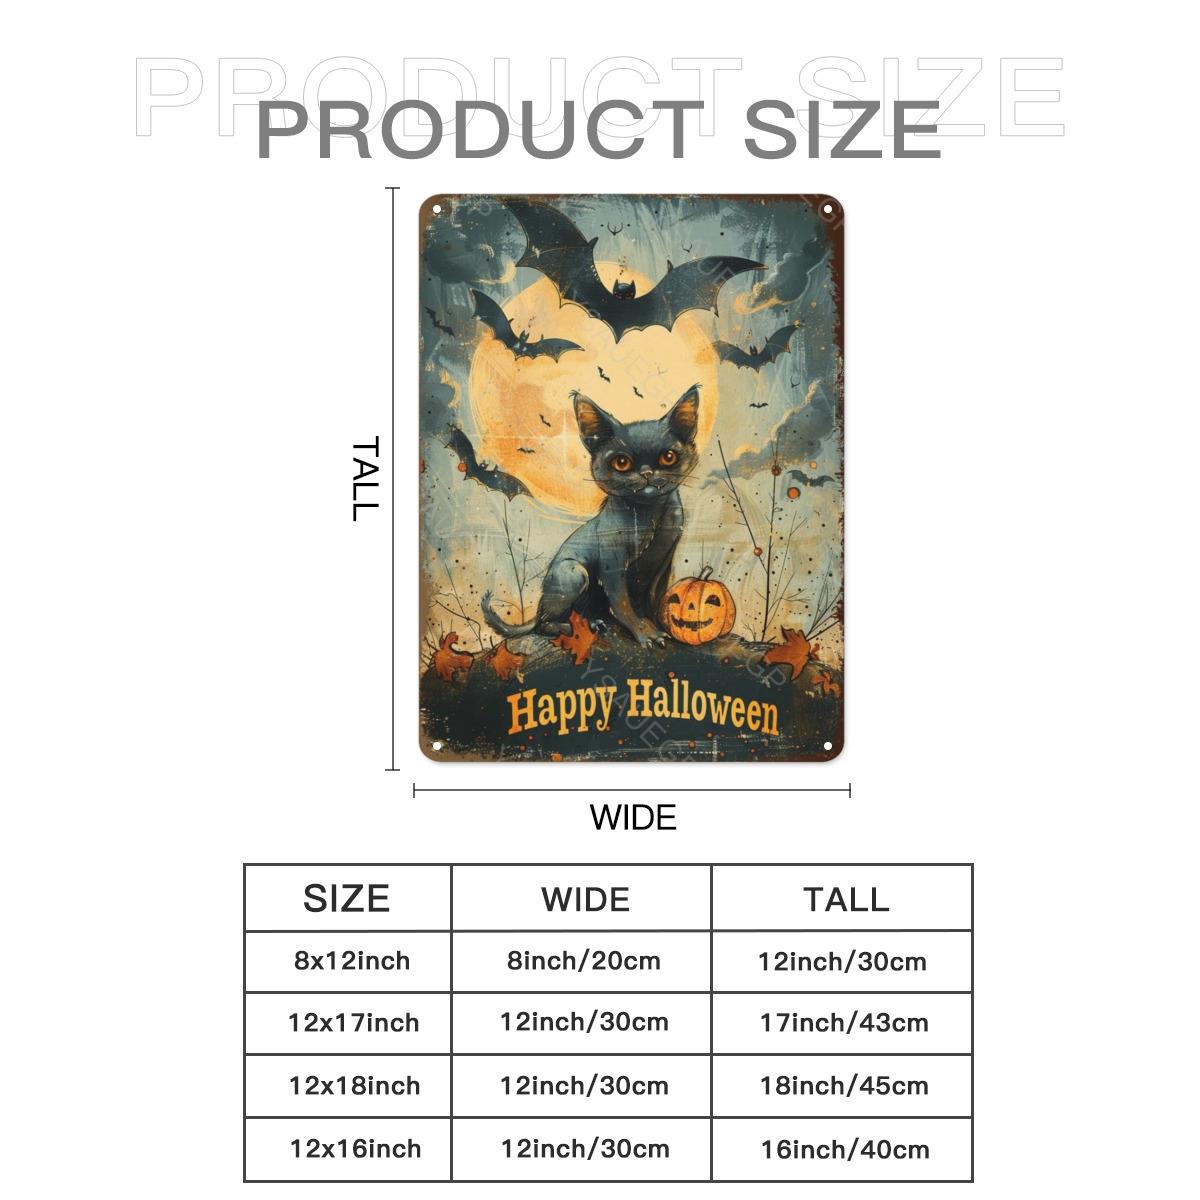 PRODUCT SIZE
PRODUCT SIZE
TALL
Happy Halloween
WIDE
SIZE WIDE TALL
8x12inch 8inch/20cm 12inch/30cm
12x17inch 12inch/30cm 17inch/43cm
12x18inch 12inch/30cm 18inch/45cm
12x16inch 12inch/30cm 16inch/40cm